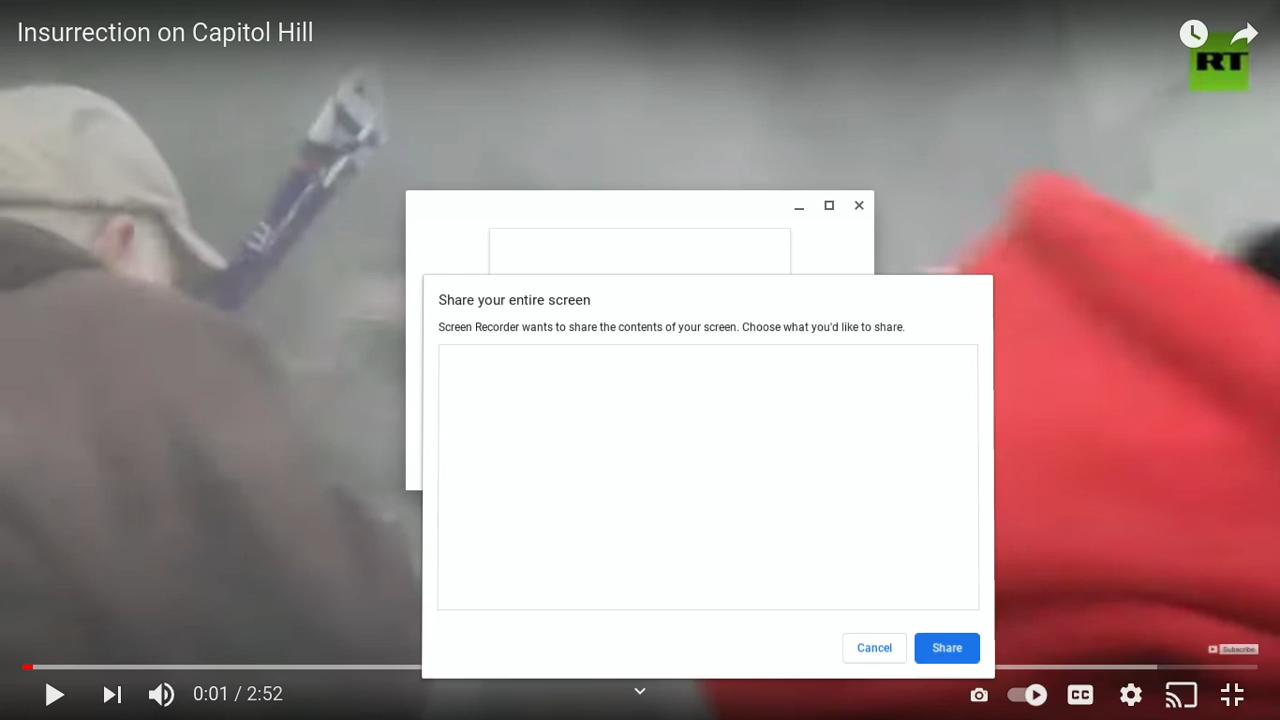 Insurrection on Capitol Hill
RT
Share your entire screen
Screen Recorder wants to share the contents of your screen. Choose what you'd like to share.
Cancel
Share
Subscribe
0:01 / 2:52
CC